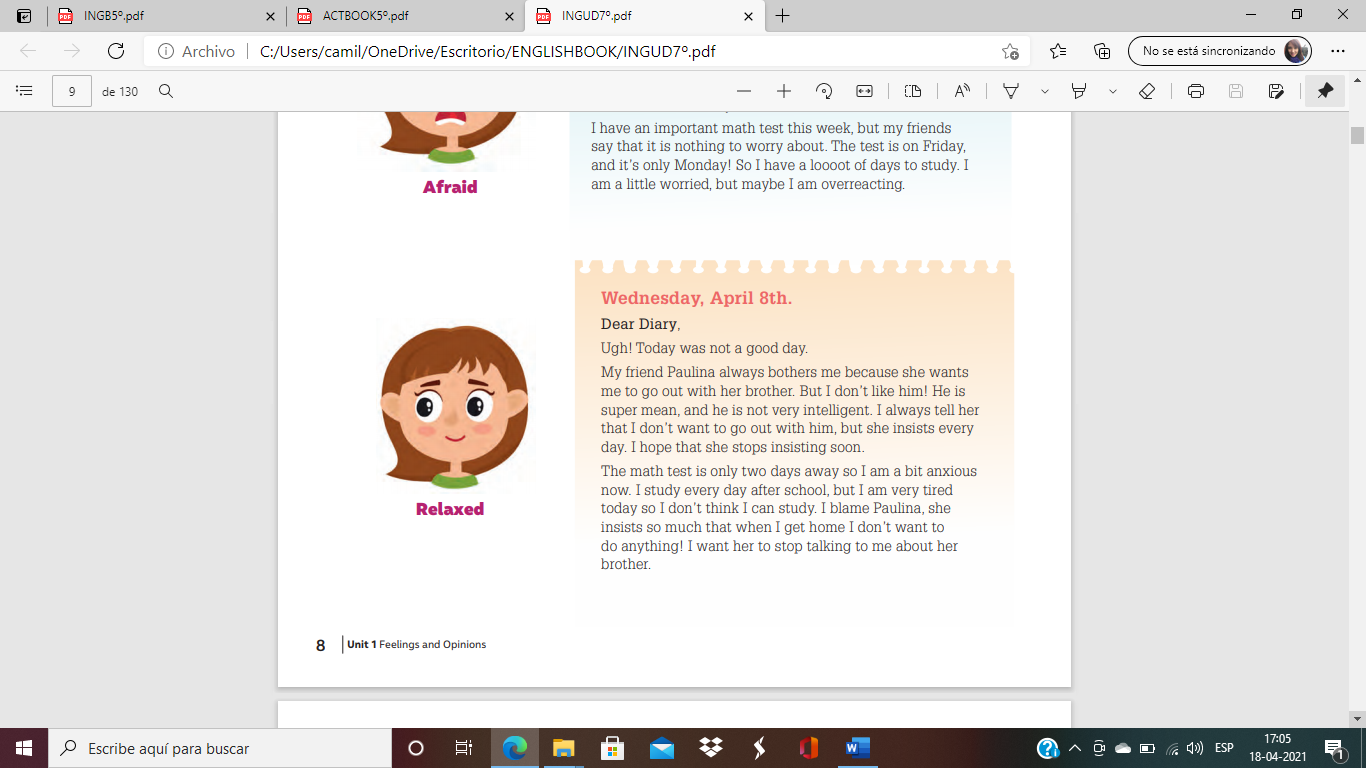 INGB5º.pdf
ACTBOOK5º.pdf
INGUD7º.pdf
Archivo
C:/Users/camil/OneDrive/Escritorio/ENGLISHBOOK/INGUD7º.pdf
No se está sincronizando
9
de 130
Afraid
I have an important math test this week, but my friends
say that it is nothing to worry about. The test is on Friday,
and it's only Monday! So I have a loooot of days to study. I
am a little worried, but maybe I am overreacting.
Wednesday, April 8th.
Dear Diary,
Ugh! Today was not a good day.
My friend Paulina always bothers me because she wants
me to go out with her brother. But I don't like him! He is
super mean, and he is not very intelligent. I always tell her
that I don't want to go out with him, but she insists every
day. I hope that she stops insisting soon.
The math test is only two days away so I am a bit anxious
now. I study every day after school, but I am very tired
today so I don't think I can study. I blame Paulina, she
insists so much that when I get home I don't want to
do anything! I want her to stop talking to me about her
brother.
Relaxed
8
Unit 1 Feelings and Opinions
Escribe aquí para buscar
ESP
17:05
18-04-2021
1